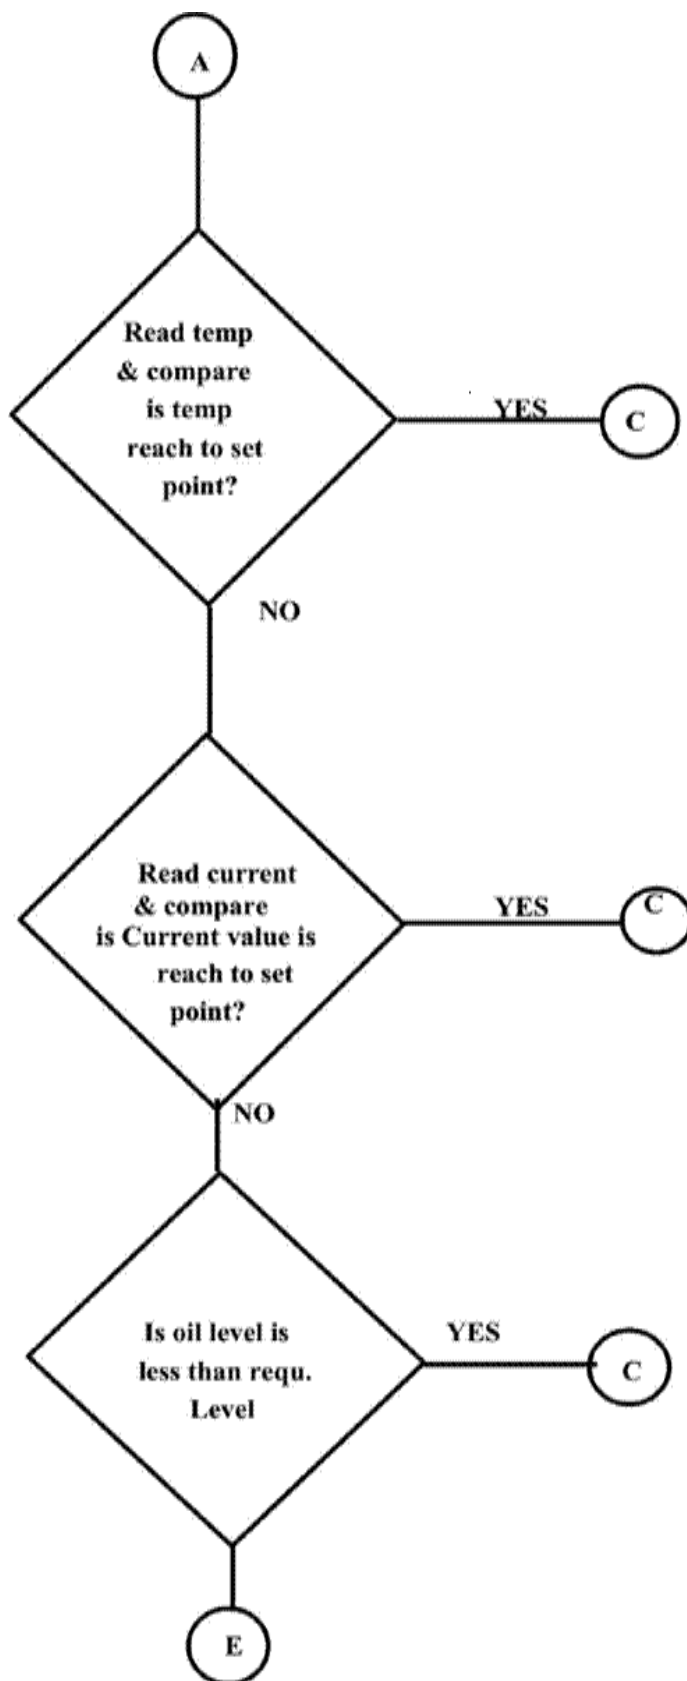 A
Read temp
& compare
is temp
reach to set
point?
YES
C
NO
Read current
& compare
is Current value is
reach to set
point?
YES
C
NO
Is oil level is
less than requ.
Level
YES
C
E